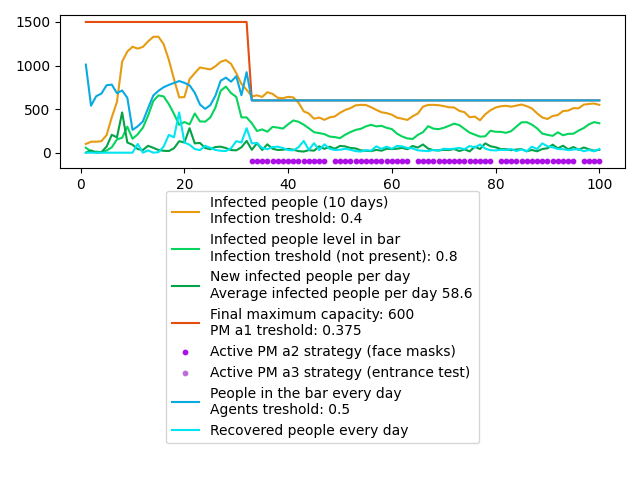 1500
1000
500
0
0 20 40 60 80 100
Infected people (10 days)
Infection treshold: 0.4
Infected people level in bar
Infection treshold (not present): 0.8
New infected people per day
Average infected people per day 58.6
Final maximum capacity: 600
PM a1 treshold: 0.375
Active PM a2 strategy (face masks)
Active PM a3 strategy (entrance test)
People in the bar every day
Agents treshold: 0.5
Recovered people every day